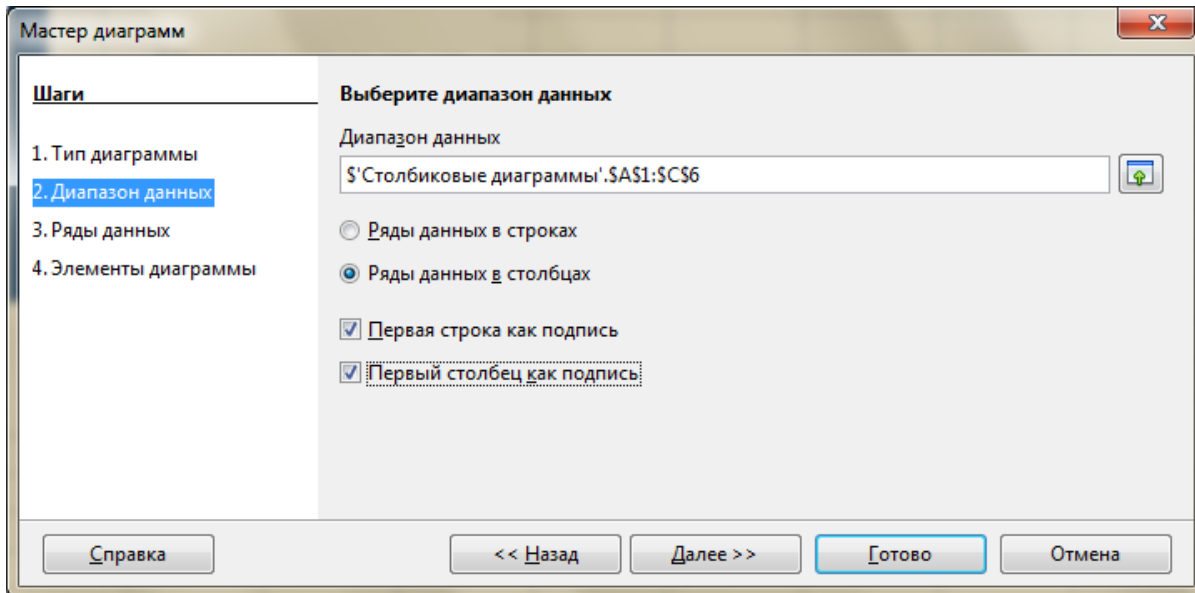 Мастер диаграмм
Шаги
1. Тип диаграммы
2. Диапазон данных
3. Ряды данных
4. Элементы диаграммы
Выберите диапазон данных
Диапазон данных
$'Столбиковые диаграммы'.$A$1:$C$6
Ряды данных в строках
Ряды данных в столбцах
Первая строка как подпись
Первый столбец как подпись
Справка
<< Назад
Далее >>
Готово
Отмена